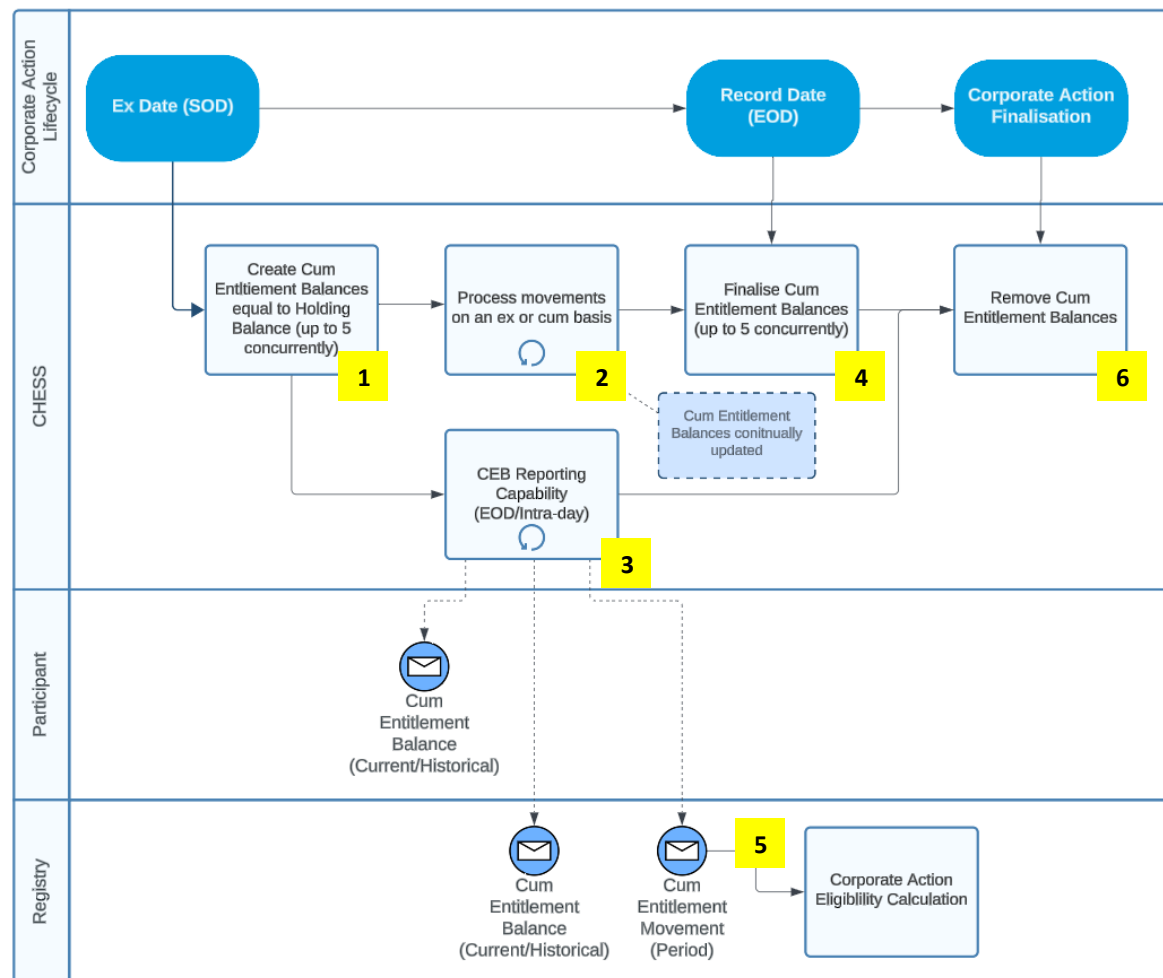 Corporate Action
Lifecycle
Ex Date (SOD)
Record Date
(EOD)
Corporate Action
Finalisation
CHESS
Create Cum
Entltiement Balances
equal to Holding
Balance (up to 5
concurrently)
1
Process movements
on an ex or cum basis
2
Finalise Cum
Entitlement Balances
(up to 5 concurrently)
4
Remove Cum
Entitlement Balances
6
Cum Entitlement
Balances conitnually
updated
CEB Reporting
Capability
(EOD/Intra-day)
3
Participant
Cum
Entitlement
Balance
(Current/Historical)
Registry
Cum
Entitlement
Balance
(Current/Historical)
Cum
Entitlement
Movement
(Period)
5
Corporate Action
Eligiblility Calculation